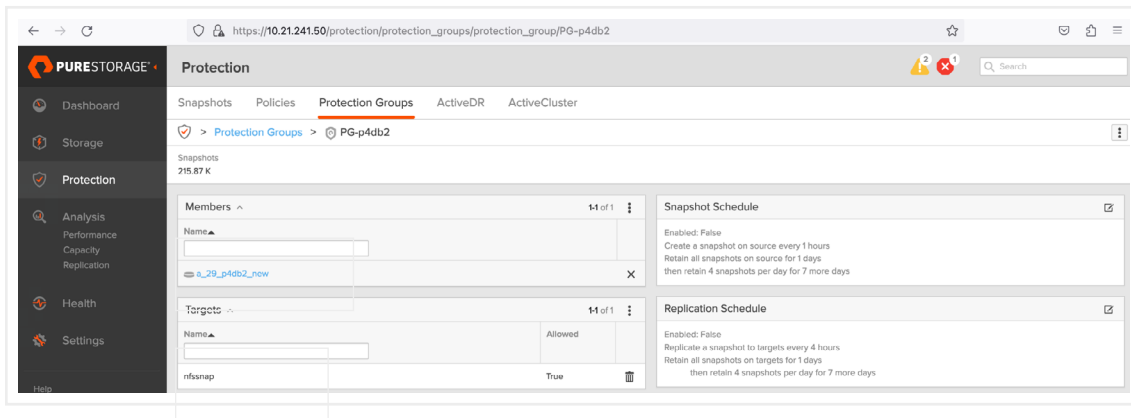 https://10.21.241.50/protection/protection_groups/protection_group/PG-p4db2
PURESTORAGE®
Protection
2
1
Search
Dashboard
Storage
Protection
Analysis
Performance
Capacity
Replication
Health
Settings
Help
Snapshots Policies Protection Groups ActiveDR ActiveCluster
> Protection Groups > PG-p4db2
Snapshots
215.87 K
Members 1-1 of 1
Name
a_29_p4db2_new
Targets 1-1 of 1
Name Allowed
nfssnap True
Snapshot Schedule
Enabled: False
Create a snapshot on source every 1 hours
Retain all snapshots on source for 1 days
then retain 4 snapshots per day for 7 more days
Replication Schedule
Enabled: False
Replicate a snapshot to targets every 4 hours
Retain all snapshots on targets for 1 days
then retain 4 snapshots per day for 7 more days